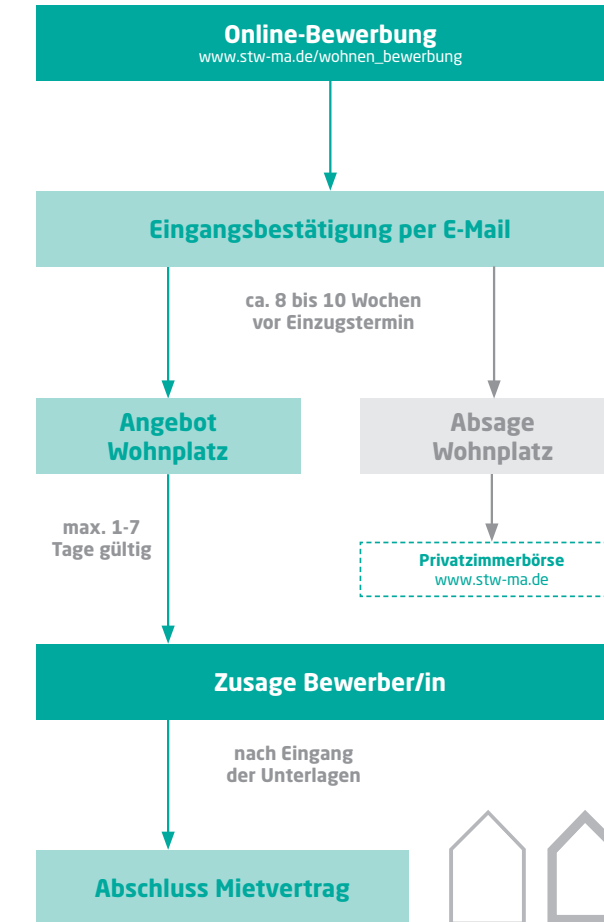 Online-Bewerbung
www.stw-ma.de/wohnen_bewerbung
Eingangsbestätigung per E-Mail
ca. 8 bis 10 Wochen
vor Einzugstermin
Angebot
Wohnplatz
Absage
Wohnplatz
max. 1-7
Tage gültig
Privatzimmerbörse
www.stw-ma.de
Zusage Bewerber/in
nach Eingang
der Unterlagen
Abschluss Mietvertrag